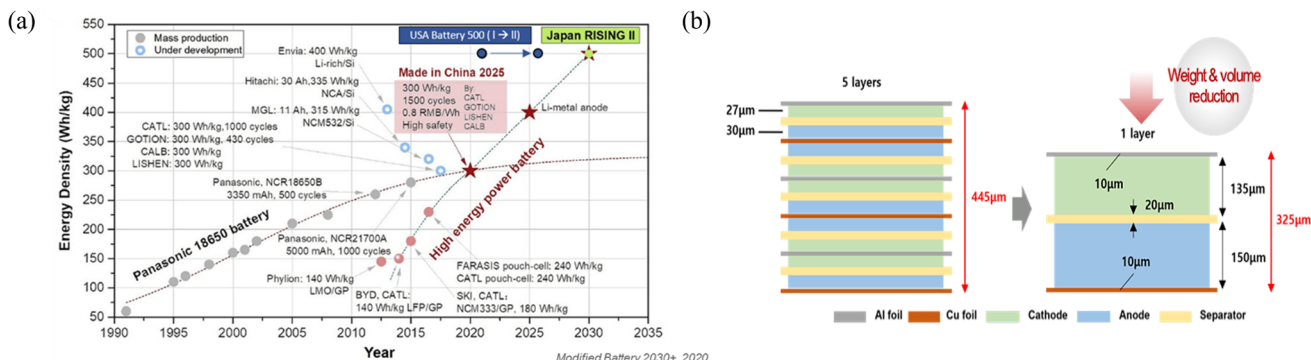 (a)
550
500
450
400
350
300
250
200
150
100
50
Energy Density (Wh/kg)
1990
1995
2000
2005
2010
2015
2020
2025
2030
2035
Year
Mass production
Under development
USA Battery 500 ( I → II)
Japan RISING II
Envia: 400 Wh/kg
Li-rich/Si
Hitachi: 30 Ah,335 Wh/kg
NCA/Si
MGL: 11 Ah, 315 Wh/kg
NCM532/Si
CATL: 300 Wh/kg,1000 cycles
GOTION: 300 Wh/kg, 430 cycles
CALB: 300 Wh/kg
LISHEN: 300 Wh/kg
Made in China 2025
300 Wh/kg
1500 cycles
0.8 RMB/Wh
High safety
By:
CATL
GOTION
LISHEN
CALB
Li-metal anode
Panasonic, NCR18650B
3350 mAh, 500 cycles
Panasonic 18650 battery
Panasonic, NCR21700A
5000 mAh, 1000 cycles
High energy power battery
Phylion: 140 Wh/kg
LMO/GP
BYD, CATL:
140 Wh/kg LFP/GP
FARASIS pouch-cell: 240 Wh/kg
CATL pouch-cell: 240 Wh/kg
SKI, CATL:
NCM333/GP, 180 Wh/kg
Modified Battery 2030+, 2020
(b)
5 layers
27μm
30μm
445μm
Weight & volume
reduction
1 layer
10μm
20μm
10μm
135μm
150μm
325μm
Al foil
Cu foil
Cathode
Anode
Separator